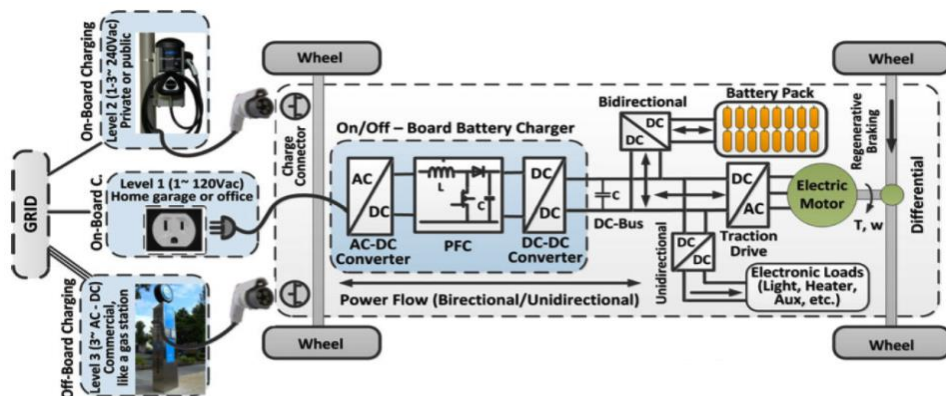 GRID
On-Board Charging
Level 2 (1-3~ 240Vac)
Private or public
On-Board C.
Level 1 (1~ 120Vac)
Home garage or office
Off-Board Charging
Level 3 (3~ AC - DC)
Commercial,
like a gas station
Charge
Connector
Wheel
Wheel
Wheel
Wheel
On/Off – Board Battery Charger
AC
DC
AC-DC
Converter
L
C
PFC
DC
DC
DC-DC
Converter
Power Flow (Birectional/Unidirectional)
C
DC-Bus
Bidirectional
DC
DC
Battery Pack
Unidirectional
DC
DC
DC
AC
Traction
Drive
Electric
Motor
Electronic Loads
(Light, Heater,
Aux, etc.)
Regenerative
Braking
T, w
Differential